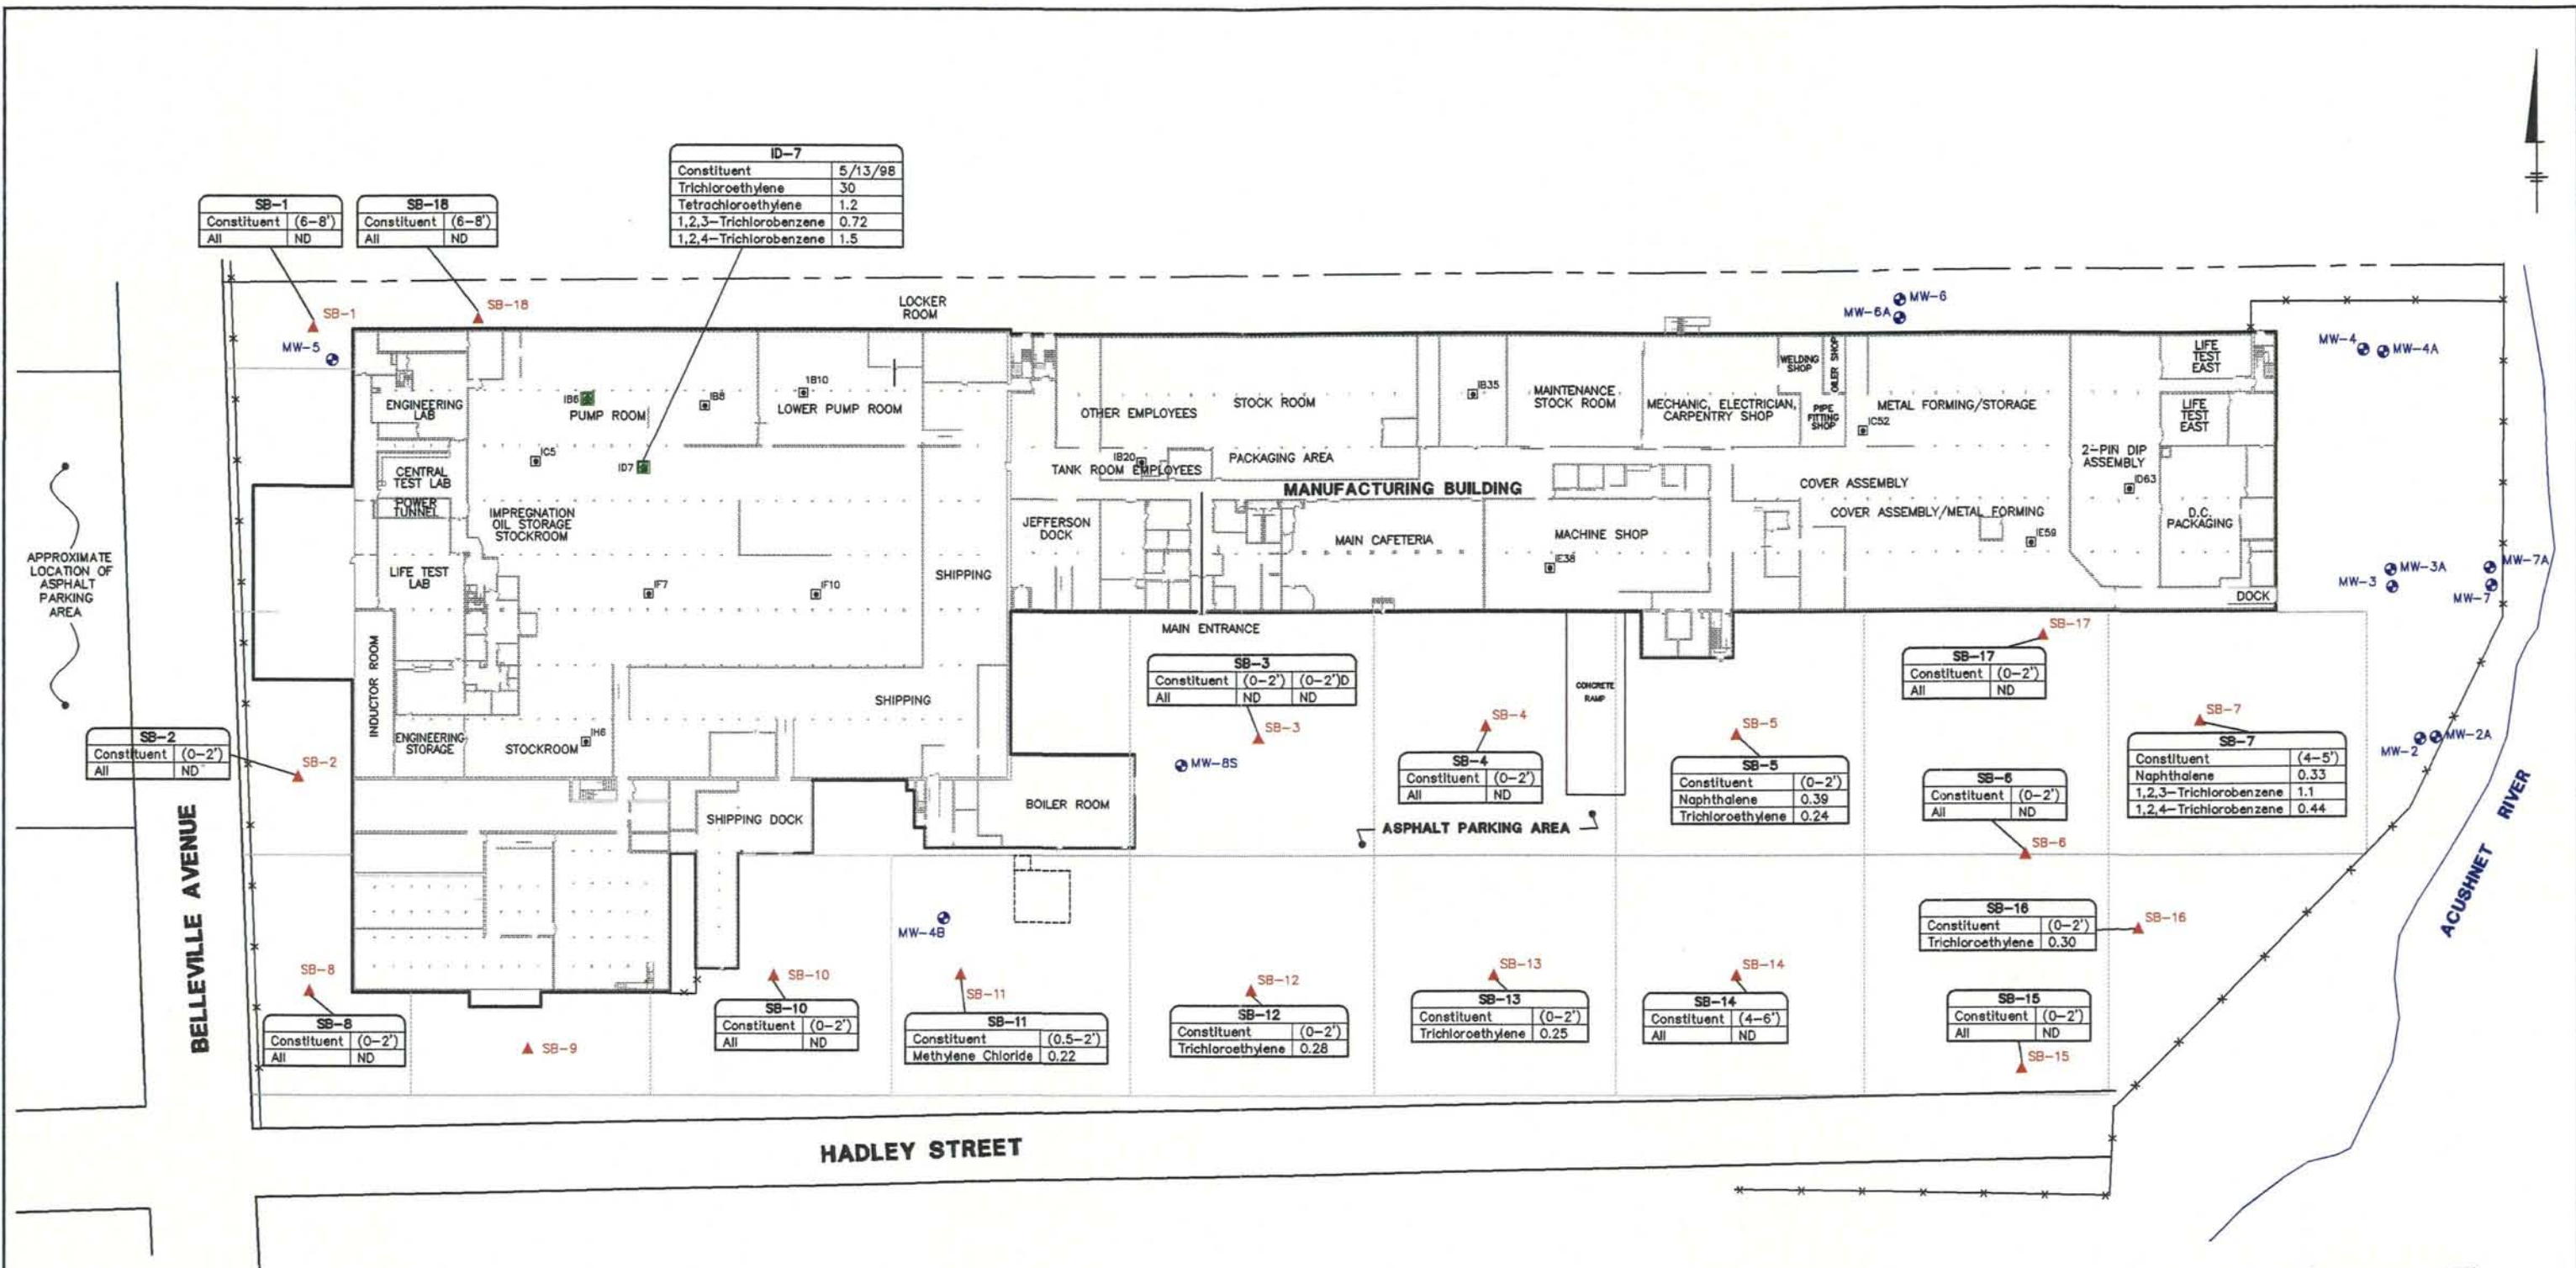 ID-7
Constituent 5/13/98
Trichloroethylene 30
Tetrachloroethylene 1.2
1,2,3-Trichlorobenzene 0.72
1,2,4-Trichlorobenzene 1.5
SB-1
Constituent (6-8')
All ND
SB-18
Constituent (6-8')
All ND
SB-1
SB-18
MW-5
LOCKER
ROOM
MW-6
MW-6A
MW-4
MW-4A
ENGINEERING
LAB
IB6
PUMP ROOM
IB8
1B10
LOWER PUMP ROOM
IC5
ID7
CENTRAL
TEST LAB
POWER
TUNNEL
IMPREGNATION
OIL STORAGE
STOCKROOM
LIFE TEST
LAB
IF7
IF10
SHIPPING
INDUCTOR ROOM
ENGINEERING
STORAGE
STOCKROOM
IH6
SHIPPING
SHIPPING DOCK
BOILER ROOM
OTHER EMPLOYEES
STOCK ROOM
IB20
TANK ROOM EMPLOYEES
PACKAGING AREA
MANUFACTURING BUILDING
JEFFERSON
DOCK
MAIN CAFETERIA
MACHINE SHOP
IE38
IB35
MAINTENANCE
STOCK ROOM
MECHANIC, ELECTRICIAN,
CARPENTRY SHOP
WELDING
SHOP
OILER SHOP
PIPE
FITTING
SHOP
METAL FORMING/STORAGE
IC52
COVER ASSEMBLY
COVER ASSEMBLY/METAL FORMING
IE59
2-PIN DIP
ASSEMBLY
ID63
LIFE
TEST
EAST
LIFE
TEST
EAST
D.C.
PACKAGING
DOCK
MW-3A
MW-3
MW-7A
MW-7
APPROXIMATE
LOCATION OF
ASPHALT
PARKING
AREA
MAIN ENTRANCE
SB-3
Constituent (0-2') (0-2')D
All ND ND
SB-3
MW-8S
CONCRETE
RAMP
SB-4
SB-4
Constituent (0-2')
All ND
SB-5
SB-5
Constituent (0-2')
Naphthalene 0.39
Trichloroethylene 0.24
SB-17
SB-17
Constituent (0-2')
All ND
SB-7
SB-7
Constituent (4-5')
Naphthalene 0.33
1,2,3-Trichlorobenzene 1.1
1,2,4-Trichlorobenzene 0.44
MW-2
MW-2A
SB-6
Constituent (0-2')
All ND
SB-6
SB-2
Constituent (0-2')
All ND
SB-2
ASPHALT PARKING AREA
BELLEVILLE AVENUE
ACUSHNET RIVER
MW-4B
SB-16
Constituent (0-2')
Trichloroethylene 0.30
SB-16
SB-8
SB-8
Constituent (0-2')
All ND
SB-9
SB-10
SB-10
Constituent (0-2')
All ND
SB-11
SB-11
Constituent (0.5-2')
Methylene Chloride 0.22
SB-12
SB-12
Constituent (0-2')
Trichloroethylene 0.28
SB-13
SB-13
Constituent (0-2')
Trichloroethylene 0.25
SB-14
SB-14
Constituent (4-6')
All ND
SB-15
Constituent (0-2')
All ND
SB-15
HADLEY STREET